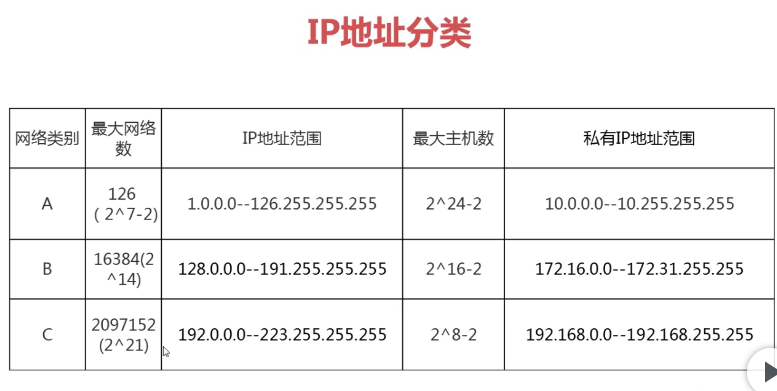 IP地址分类
网络类别
最大网络
数
IP地址范围
最大主机数
私有IP地址范围
A
126
( 2^7-2)
1.0.0.0--126.255.255.255
2^24-2
10.0.0.0--10.255.255.255
B
16384(2
^14)
128.0.0.0--191.255.255.255
2^16-2
172.16.0.0--172.31.255.255
C
2097152
(2^21)
192.0.0.0--223.255.255.255
2^8-2
192.168.0.0--192.168.255.255